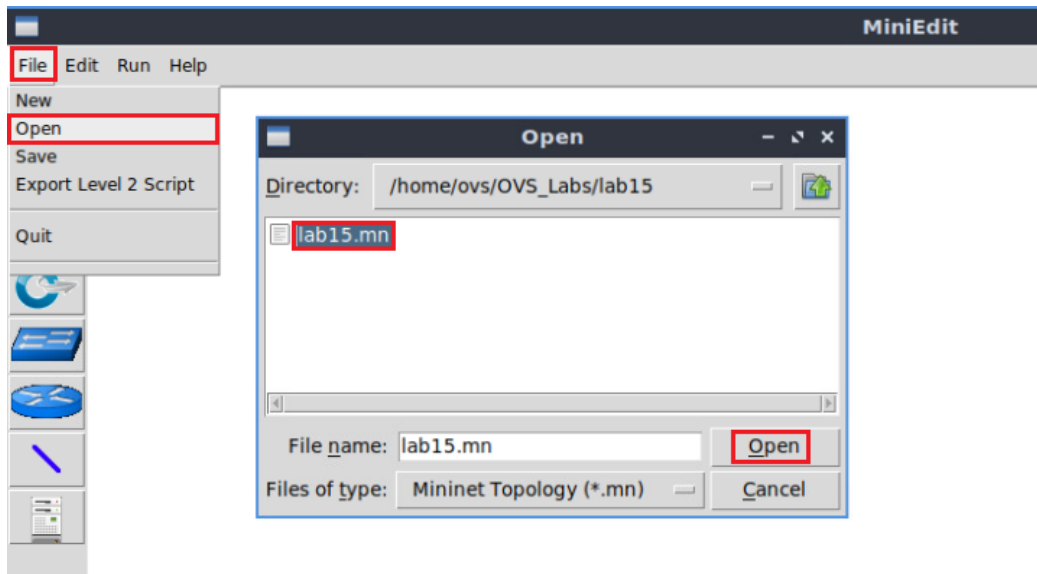 MiniEdit
File Edit Run Help
New
Open
Save
Export Level 2 Script
Quit
Open
Directory: /home/ovs/OVS_Labs/lab15
lab15.mn
File name: lab15.mn
Open
Files of type: Mininet Topology (*.mn)
Cancel